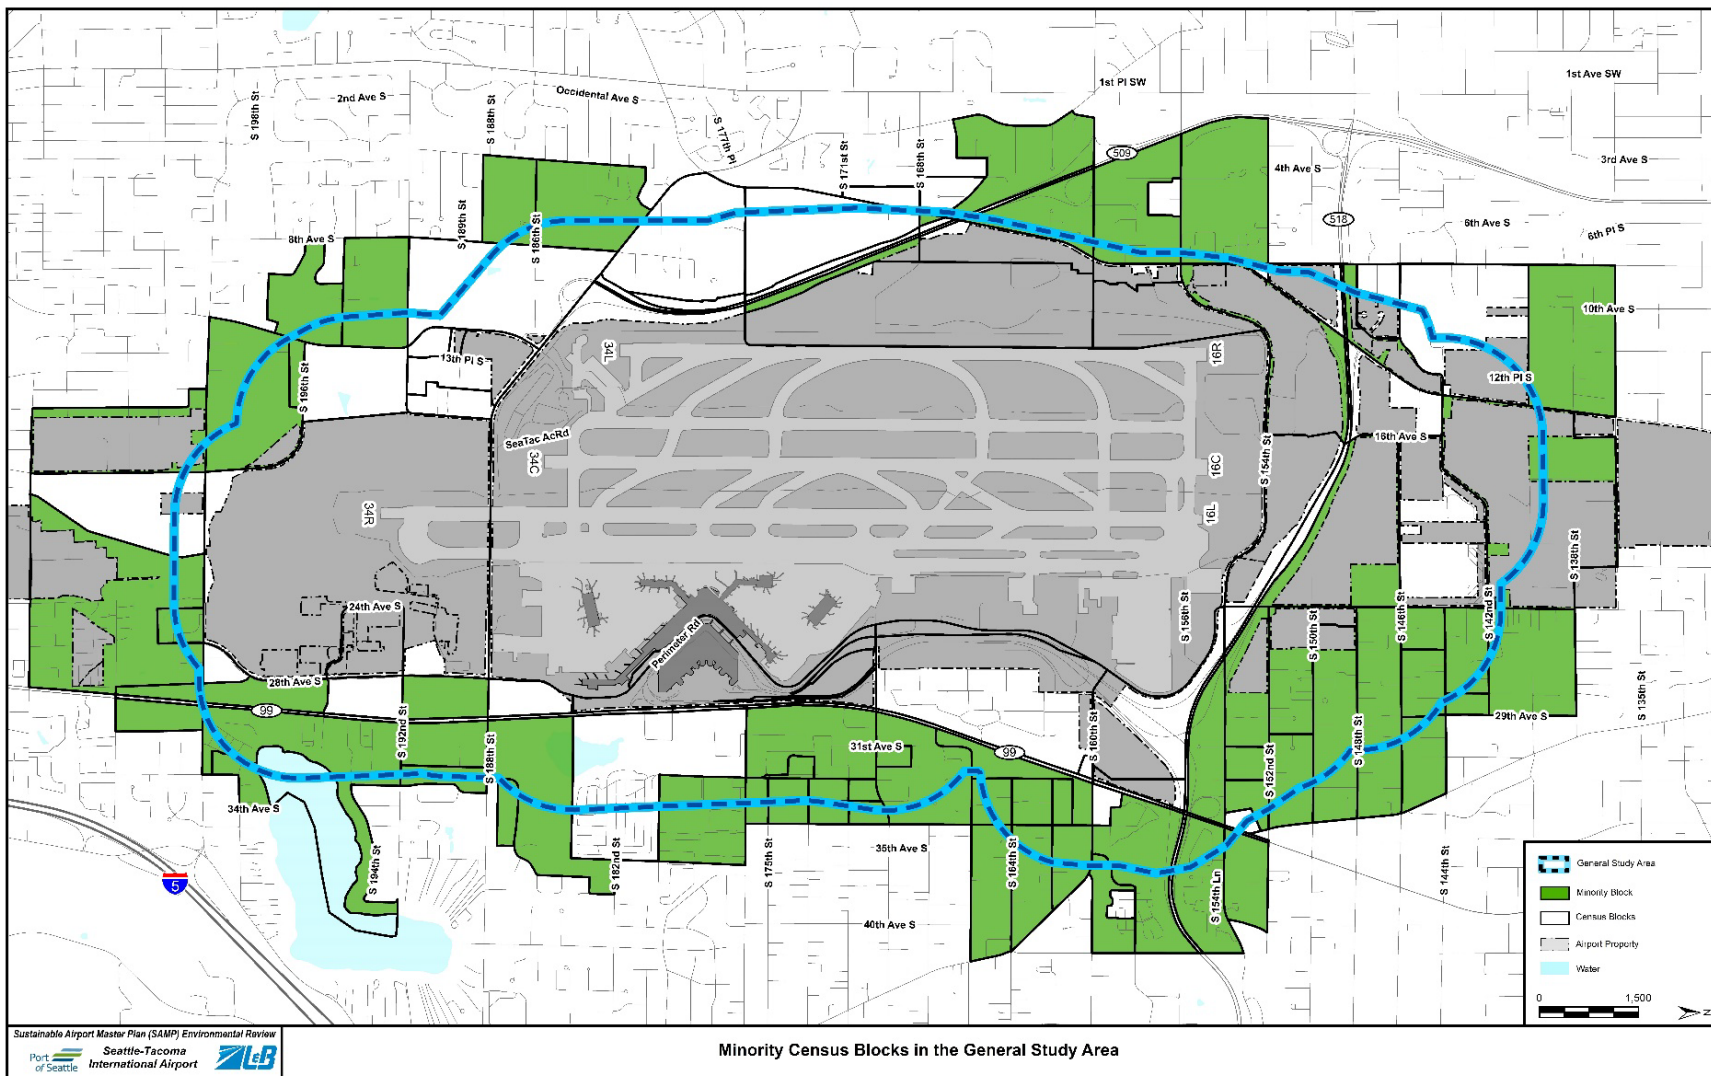 1st Pl SW
1st Ave SW
2nd Ave S
Occidental Ave S
S 198th St
S 188th St
S 177th Pl
S 171st St
S 168th St
509
4th Ave S
3rd Ave S
518
6th Ave S
6th Pl S
8th Ave S
S 189th St
S 186th St
10th Ave S
13th Pl S
34L
16R
12th Pl S
S 196th St
SeaTac AcRd
34C
16C
S 154th St
16th Ave S
34R
16L
S 138th St
24th Ave S
S 156th St
S 150th St
S 146th St
S 142nd St
Perimeter Rd
28th Ave S
99
S 192nd St
S 188th St
31st Ave S
99
S 160th St
S 152nd St
S 148th St
29th Ave S
S 135th St
34th Ave S
S 194th St
S 182nd St
S 175th St
35th Ave S
S 164th St
S 154th Ln
S 144th St
40th Ave S
5
General Study Area
Minority Block
Census Blocks
Airport Property
Water
0 1,500
N
Sustainable Airport Master Plan (SAMP) Environmental Review
Port of Seattle
Seattle-Tacoma
International Airport
L&B
Minority Census Blocks in the General Study Area